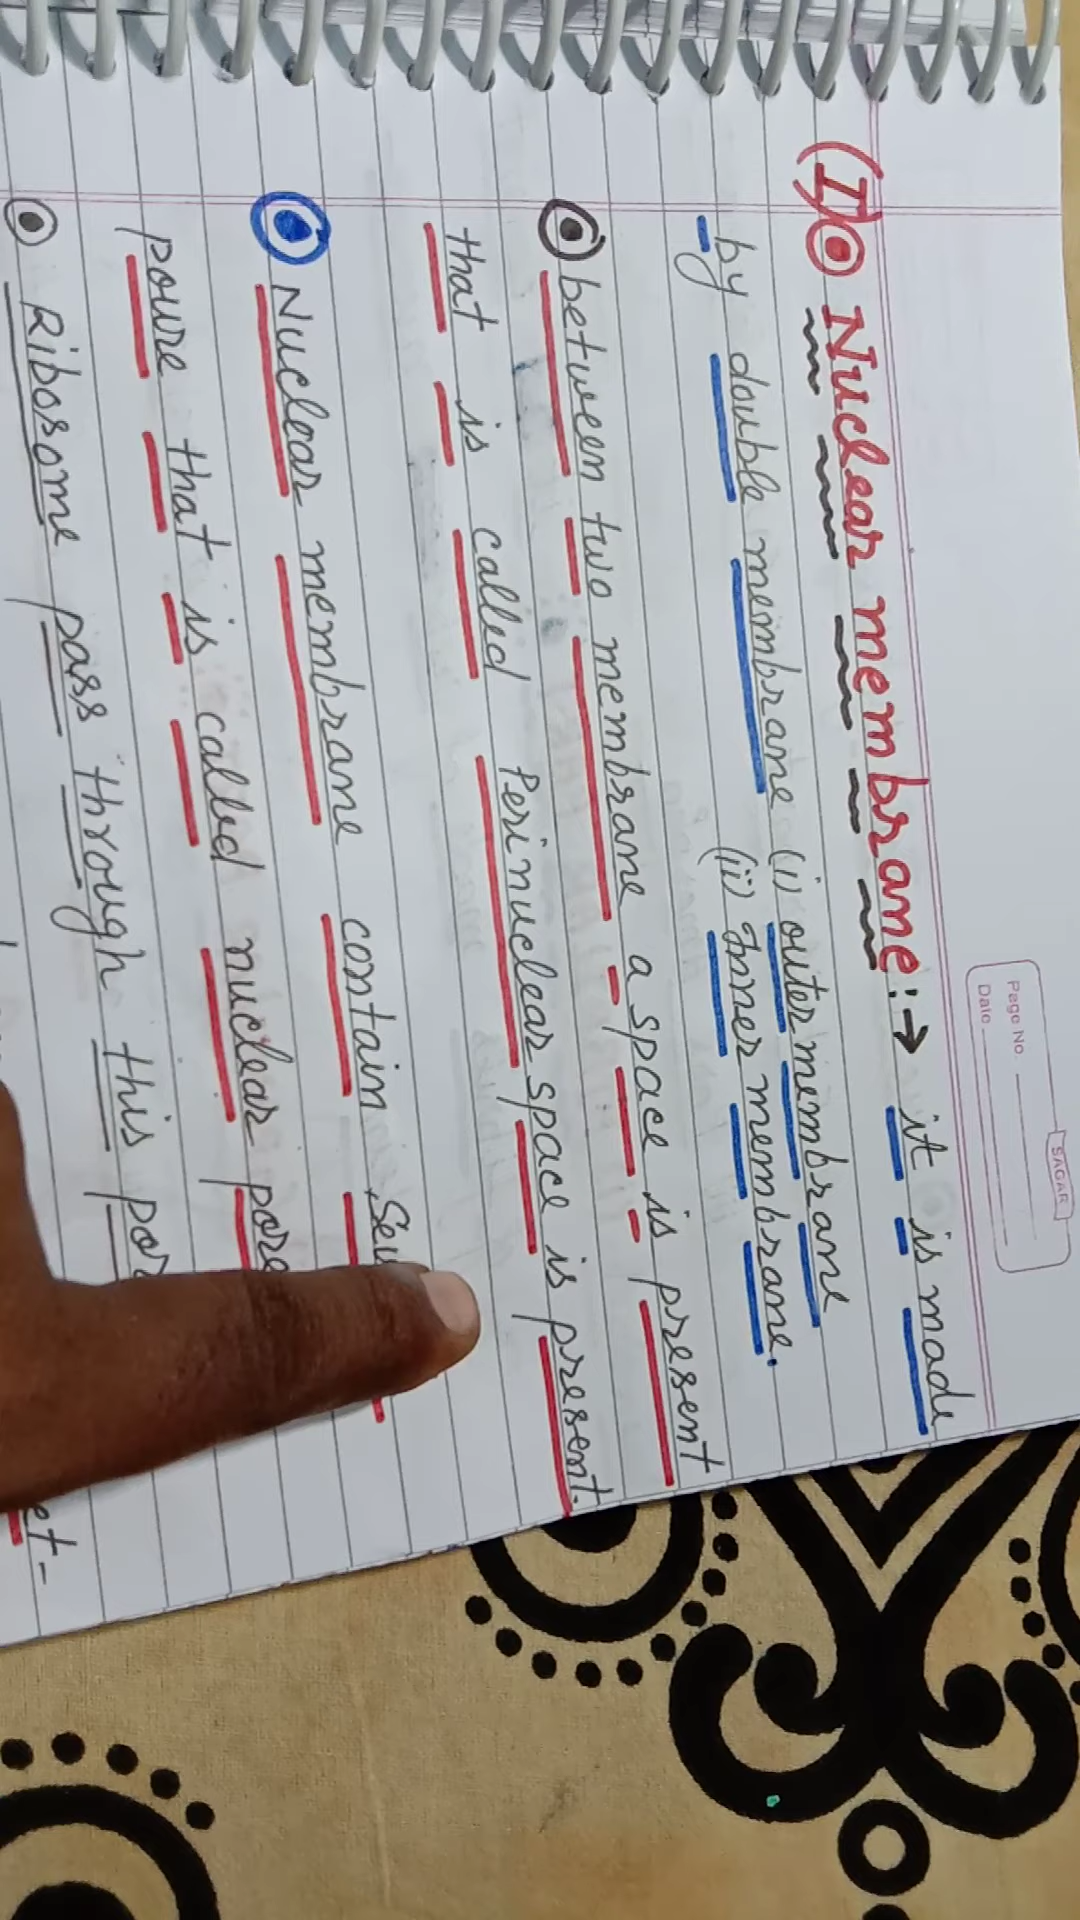 SAGAR
Page No.
Date
(I) Nuclear membrane :→ it is made
by double membrane (i) outer membrane
(ii) Inner membrane.
between two membrane a space is present
that is called Perinuclear space is present.
Nuclear membrane contain
poure that is called nuclear pore
Ribosome pass through this